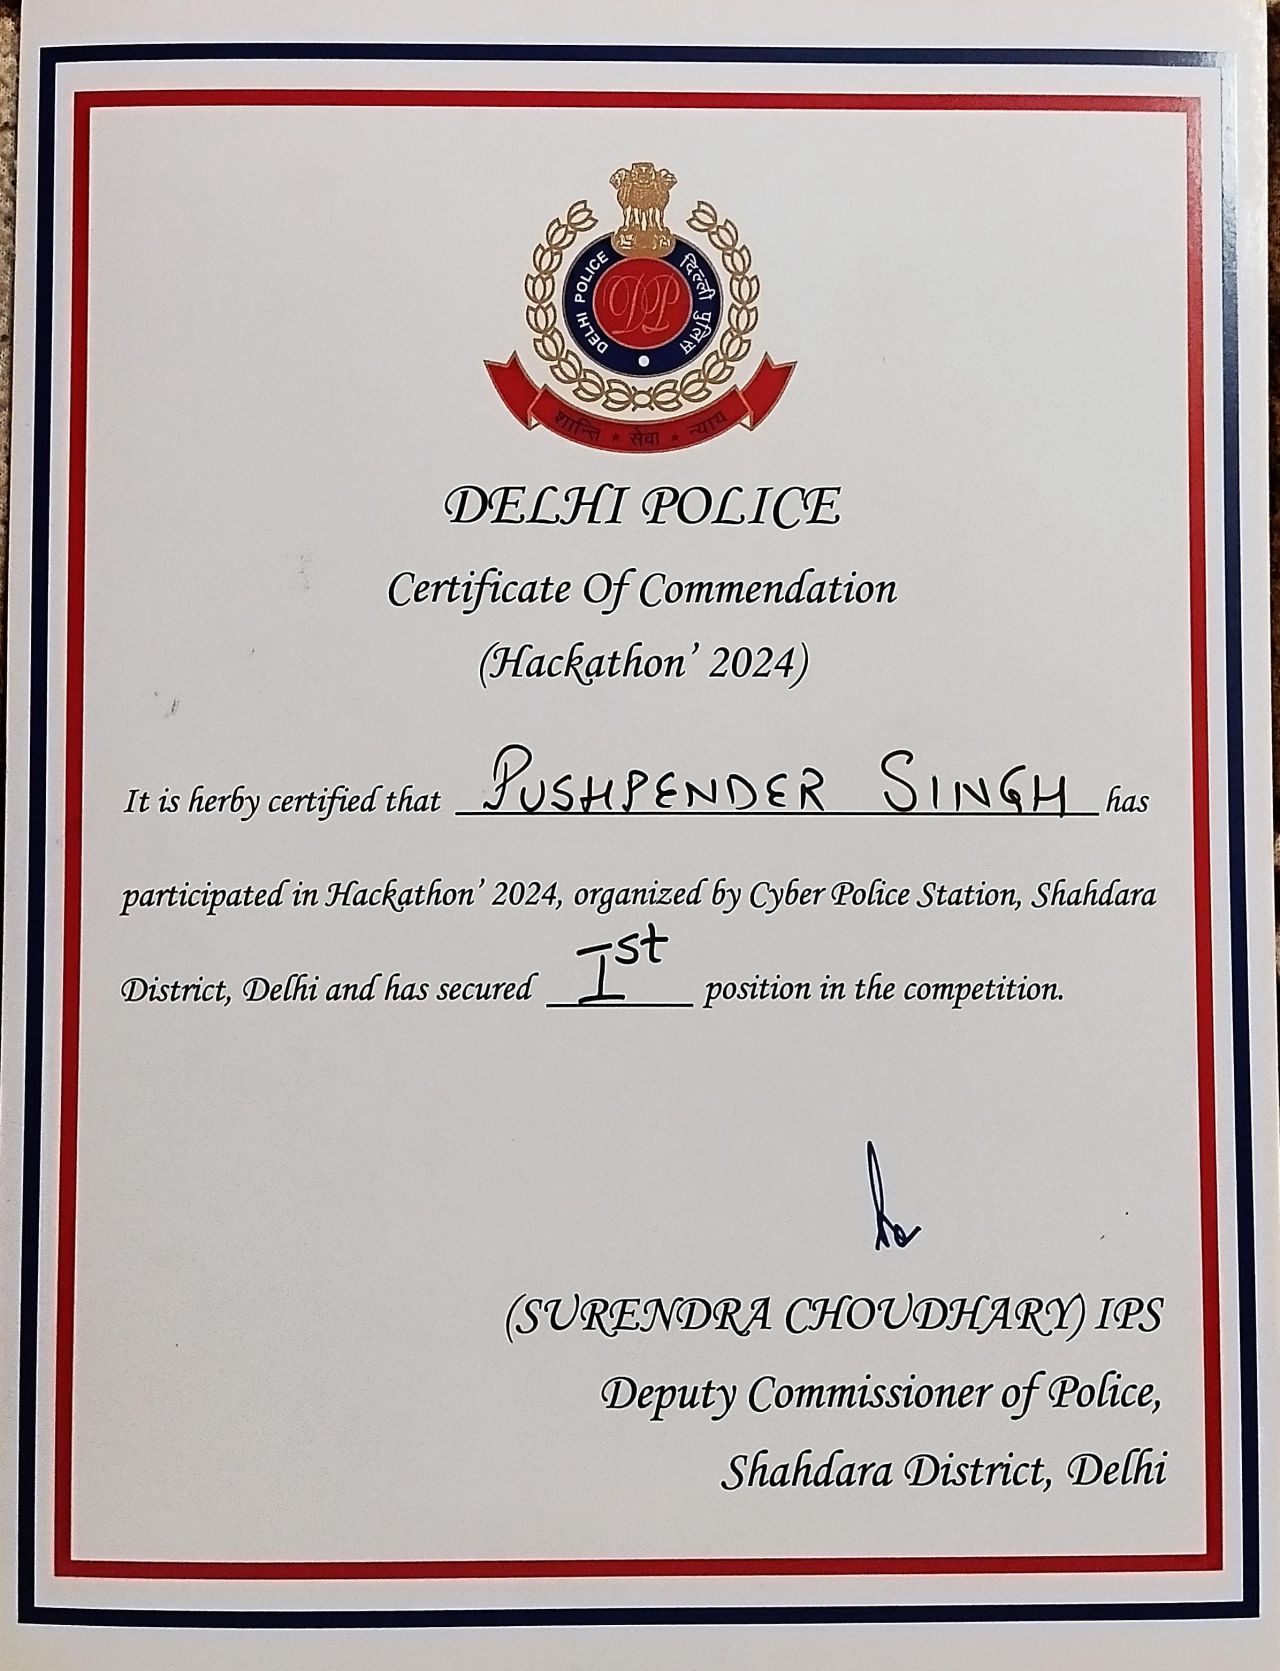 DELHI POLICE दिल्ली पुलिस
DP
शान्ति ★ सेवा ★ न्याय
DELHI POLICE
Certificate Of Commendation
(Hackathon’ 2024)
It is herby certified that PUSHPENDER SINGH has
participated in Hackathon’ 2024, organized by Cyber Police Station, Shahdara
District, Delhi and has secured Ist position in the competition.
(SURENDRA CHOUDHARY) IPS
Deputy Commissioner of Police,
Shahdara District, Delhi